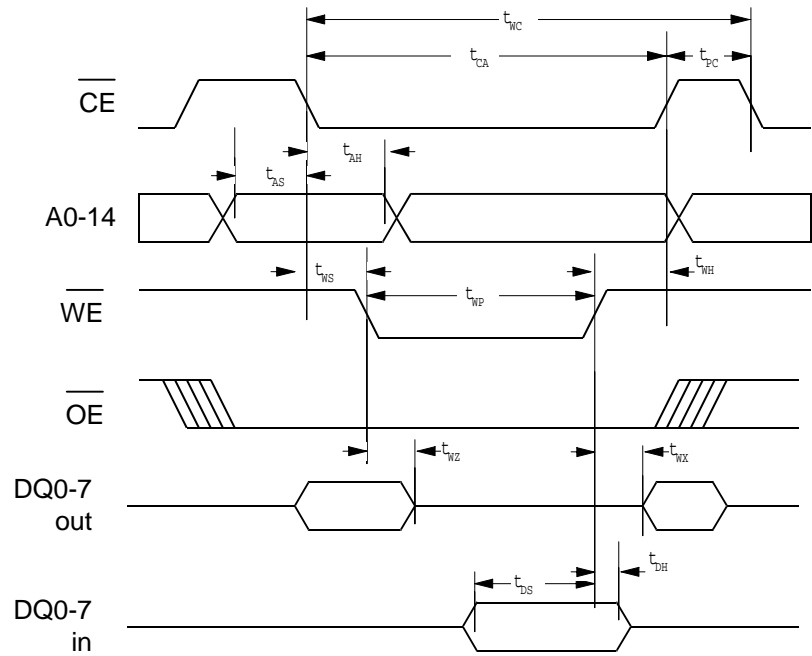 tWC
tCA
tPC
CE
tAH
tAS
A0-14
tWS
tWH
WE
tWP
OE
tWZ
tWX
DQ0-7
out
tDS
tDH
DQ0-7
in